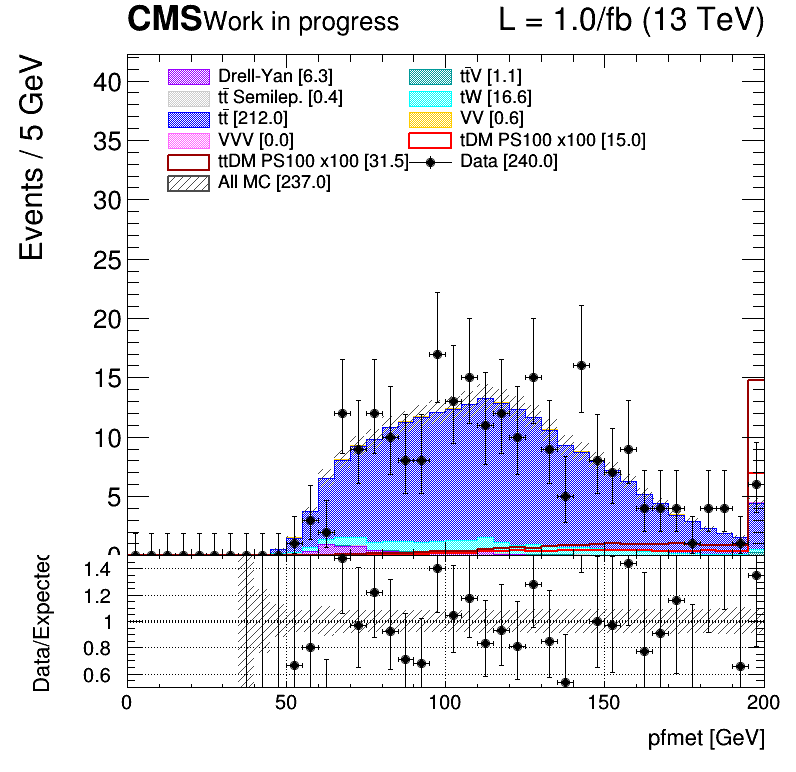 CMS Work in progress L = 1.0/fb (13 TeV)
Events / 5 GeV
40
35
30
25
20
15
10
5
0
Drell-Yan [6.3] tt̄V [1.1]
tt̄ Semilep. [0.4] tW [16.6]
tt̄ [212.0] VV [0.6]
VVV [0.0] tDM PS100 x100 [15.0]
ttDM PS100 x100 [31.5] Data [240.0]
All MC [237.0]
Data/Expected
1.4
1.2
1
0.8
0.6
0 50 100 150 200
pfmet [GeV]